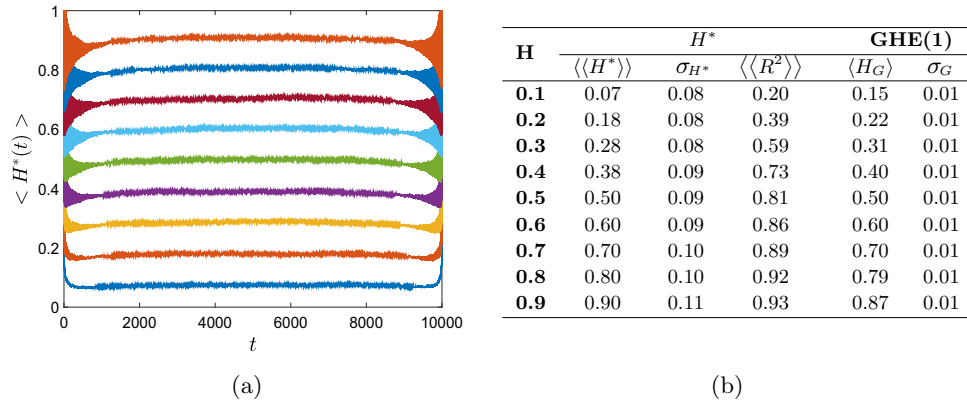 1
0.8
0.6
0.4
0.2
0
< H*(t) >
0 2000 4000 6000 8000 10000
t
(a)
H H* GHE(1)
⟨⟨H*⟩⟩ σ_{H*} ⟨⟨R²⟩⟩ ⟨H_G⟩ σ_G
0.1 0.07 0.08 0.20 0.15 0.01
0.2 0.18 0.08 0.39 0.22 0.01
0.3 0.28 0.08 0.59 0.31 0.01
0.4 0.38 0.09 0.73 0.40 0.01
0.5 0.50 0.09 0.81 0.50 0.01
0.6 0.60 0.09 0.86 0.60 0.01
0.7 0.70 0.10 0.89 0.70 0.01
0.8 0.80 0.10 0.92 0.79 0.01
0.9 0.90 0.11 0.93 0.87 0.01
(b)